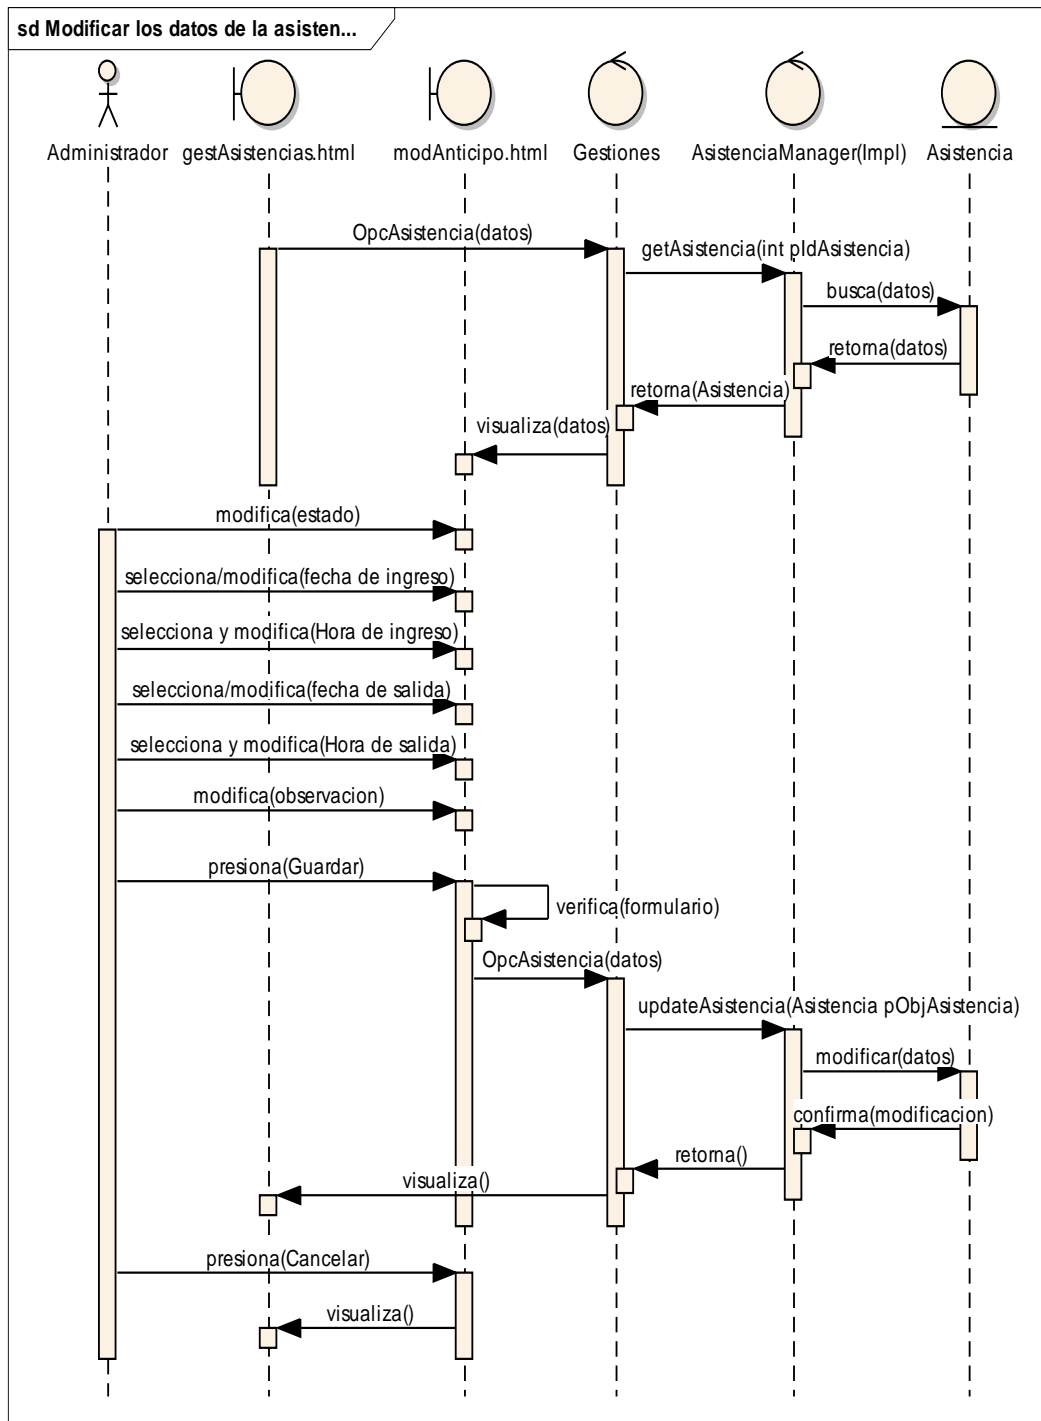 sd Modificar los datos de la asisten...
Administrador gestAsistencias.html modAnticipo.html Gestiones AsistenciaManager(Impl) Asistencia
OpcAsistencia(datos)
getAsistencia(int pIdAsistencia)
busca(datos)
retorna(datos)
retorna(Asistencia)
visualiza(datos)
modifica(estado)
selecciona/modifica(fecha de ingreso)
selecciona y modifica(Hora de ingreso)
selecciona/modifica(fecha de salida)
selecciona y modifica(Hora de salida)
modifica(observacion)
presiona(Guardar)
verifica(formulario)
OpcAsistencia(datos)
updateAsistencia(Asistencia pObjAsistencia)
modificar(datos)
confirma(modificacion)
retorna()
visualiza()
presiona(Cancelar)
visualiza()